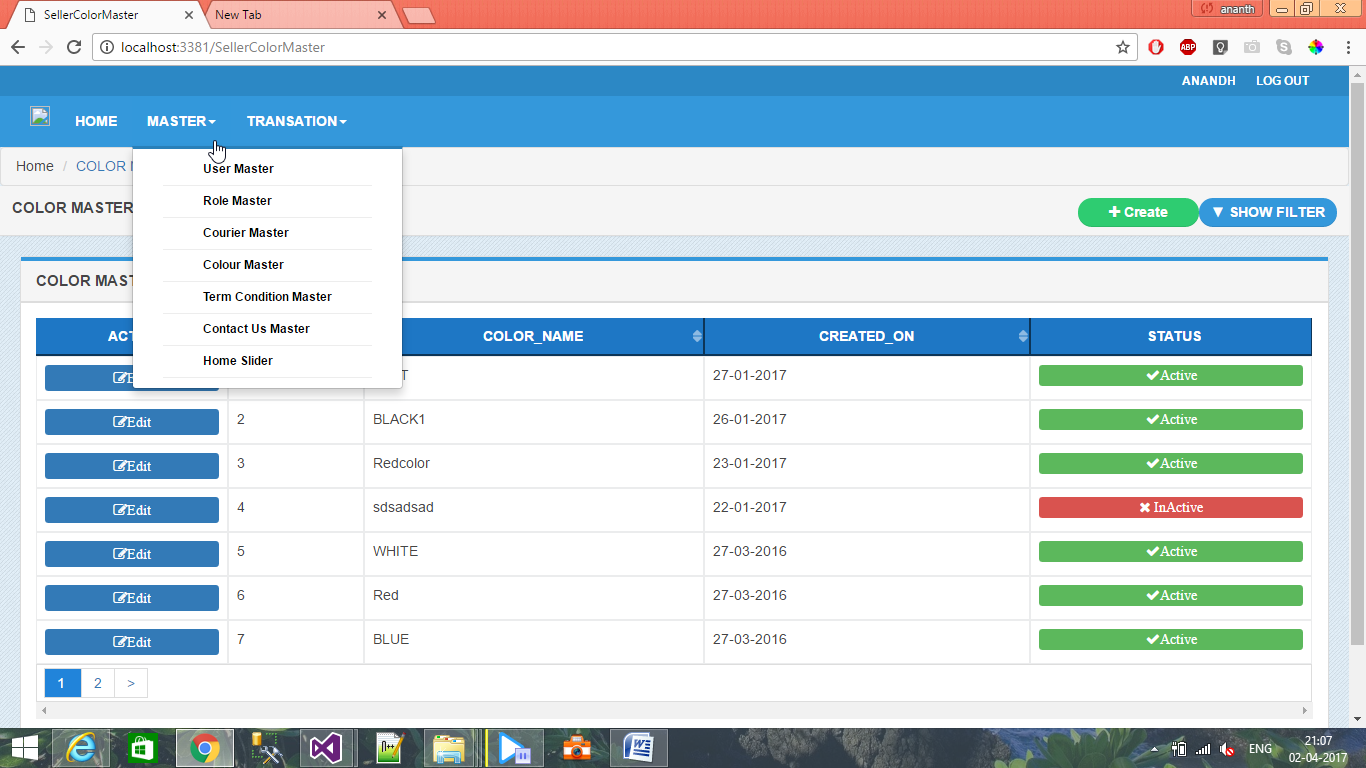 SellerColorMaster
New Tab
ananth
localhost:3381/SellerColorMaster
ABP
ANANDH LOG OUT
HOME MASTER TRANSATION
Home / COLOR
User Master
Role Master
Courier Master
Colour Master
Term Condition Master
Contact Us Master
Home Slider
COLOR MASTER
Create
SHOW FILTER
COLOR MAST
ACT COLOR_NAME CREATED_ON STATUS
T 27-01-2017 Active
Edit 2 BLACK1 26-01-2017 Active
Edit 3 Redcolor 23-01-2017 Active
Edit 4 sdsadsad 22-01-2017 InActive
Edit 5 WHITE 27-03-2016 Active
Edit 6 Red 27-03-2016 Active
Edit 7 BLUE 27-03-2016 Active
1 2 >
ENG
21:07
02-04-2017